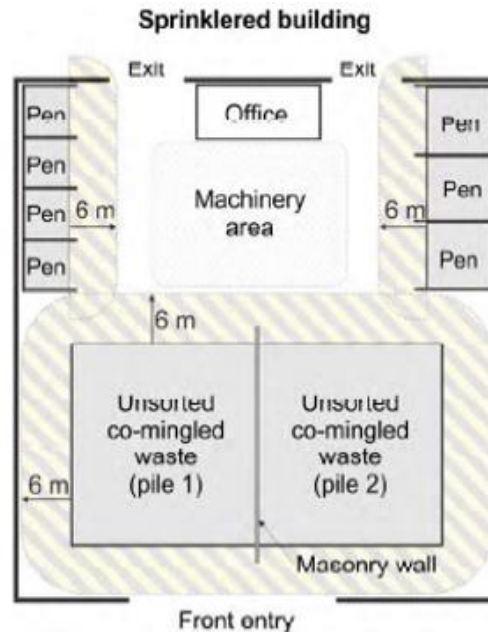 Sprinklered building
Exit
Exit
Pen
Office
Pen
Pen
Machinery
area
Pen
Pen
6 m
6 m
Pen
Pen
6 m
Unsorted
co-mingled
waste
(pile 1)
Unsorted
co-mingled
waste
(pile 2)
6 m
Masonry wall
Front entry